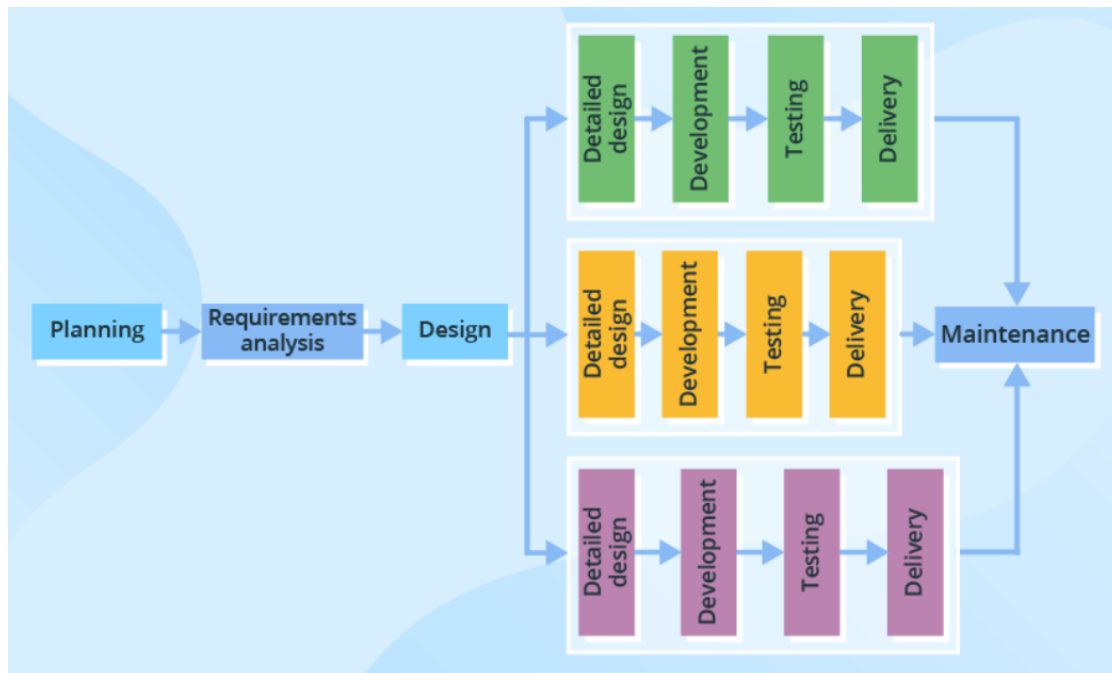 Planning
Requirements
analysis
Design
Detailed
design
Development
Testing
Delivery
Detailed
design
Development
Testing
Delivery
Detailed
design
Development
Testing
Delivery
Maintenance